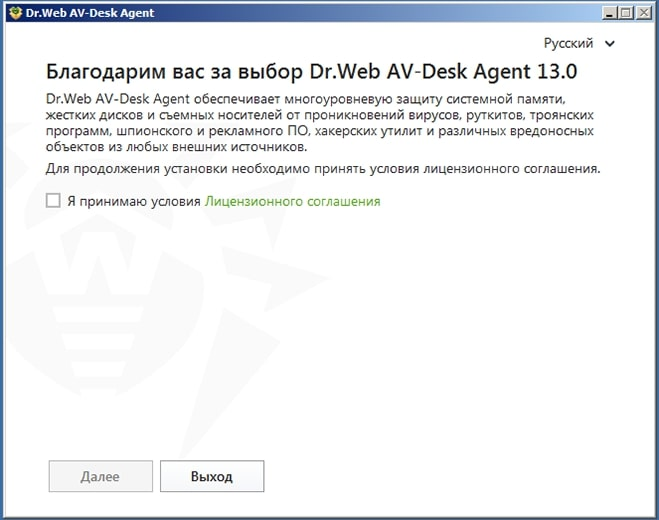 Dr.Web AV-Desk Agent
Русский
Благодарим вас за выбор Dr.Web AV-Desk Agent 13.0
Dr.Web AV-Desk Agent обеспечивает многоуровневую защиту системной памяти,
жестких дисков и съемных носителей от проникновений вирусов, руткитов, троянских
программ, шпионского и рекламного ПО, хакерских утилит и различных вредоносных
объектов из любых внешних источников.
Для продолжения установки необходимо принять условия лицензионного соглашения.
Я принимаю условия Лицензионного соглашения
Далее
Выход